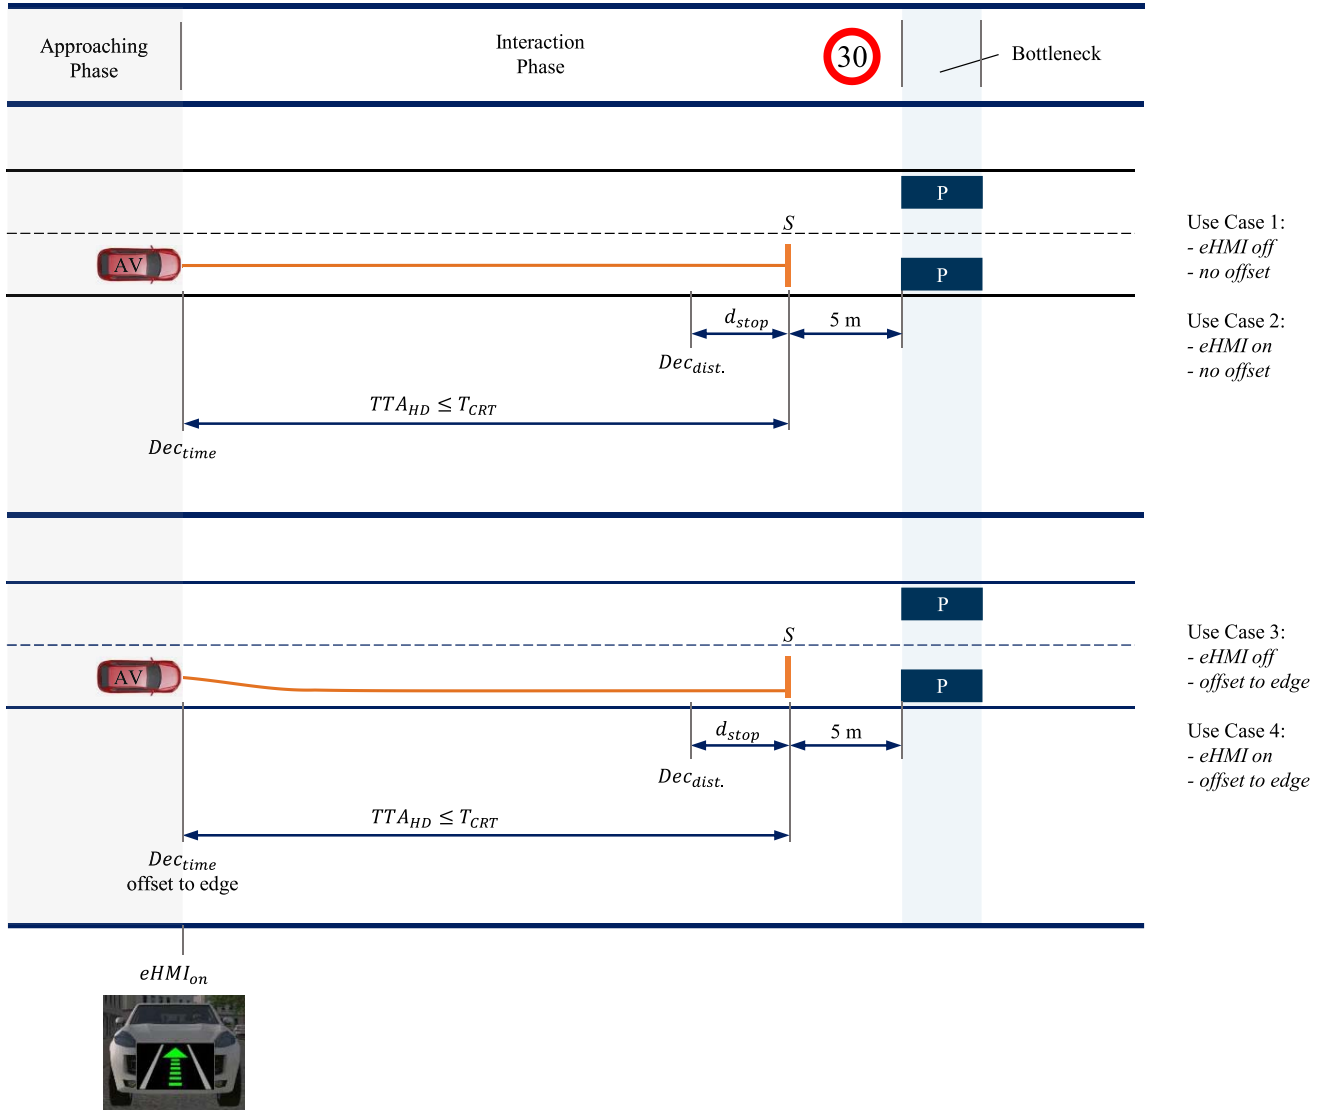 Approaching
Phase
Interaction
Phase
30
Bottleneck
P
S
AV
P
d_stop
5 m
Dec_dist.
TTA_HD ≤ T_CRT
Dec_time
Use Case 1:
- eHMI off
- no offset
Use Case 2:
- eHMI on
- no offset
P
S
AV
P
d_stop
5 m
Dec_dist.
TTA_HD ≤ T_CRT
Dec_time
offset to edge
Use Case 3:
- eHMI off
- offset to edge
Use Case 4:
- eHMI on
- offset to edge
eHMI_on